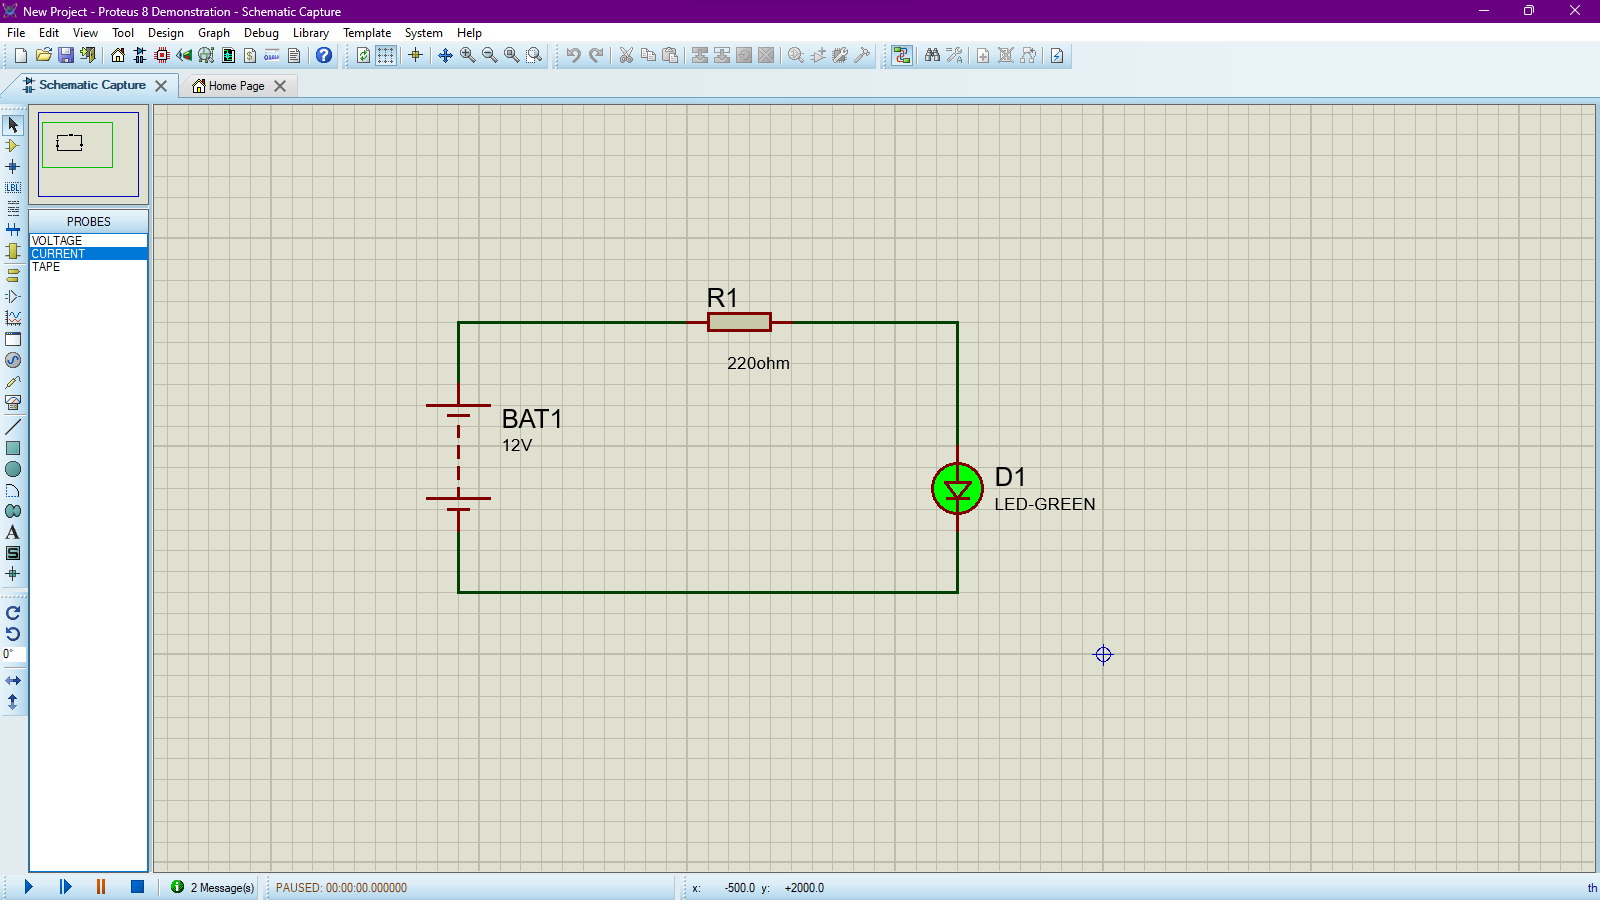 New Project - Proteus 8 Demonstration - Schematic Capture
File Edit View Tool Design Graph Debug Library Template System Help
Schematic Capture
Home Page
PROBES
VOLTAGE
CURRENT
TAPE
LBL
A
S
0°
R1
220ohm
BAT1
12V
D1
LED-GREEN
2 Message(s)
PAUSED: 00:00:00.000000
x: -500.0 y: +2000.0
th